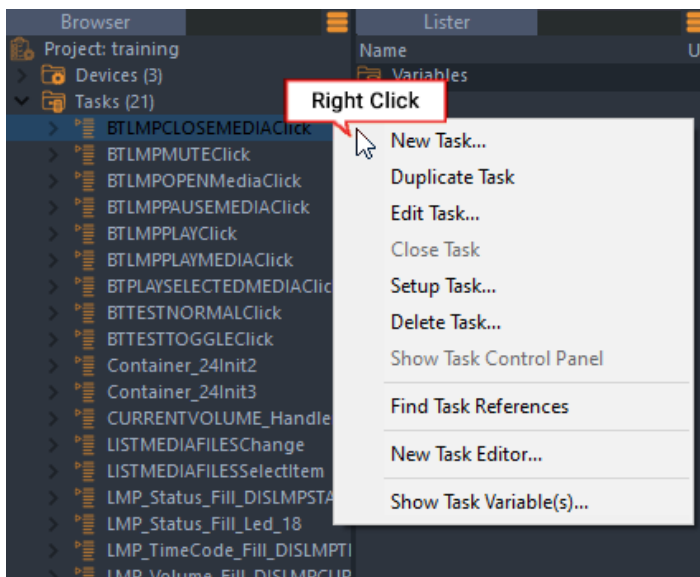 Browser
Lister
Project: training
Devices (3)
Tasks (21)
BTLMPCLOSEMEDIAClick
BTLMPMUTEClick
BTLMPOPENMediaClick
BTLMPPAUSEMEDIAClick
BTLMPPLAYClick
BTLMPPLAYMEDIAClick
BTPLAYSELECTEDMEDIAClic
BTTESTNORMALClick
BTTESTTOGGLEClick
Container_24Init2
Container_24Init3
CURRENTVOLUME_Handle
LISTMEDIAFILESChange
LISTMEDIAFILESSelectItem
LMP_Status_Fill_DISLMPSTA
LMP_Status_Fill_Led_18
LMP_TimeCode_Fill_DISLMPTI
LMP_Volume_Fill_DISLMPCUR
Name
U
Variables
Right Click
New Task...
Duplicate Task
Edit Task...
Close Task
Setup Task...
Delete Task...
Show Task Control Panel
Find Task References
New Task Editor...
Show Task Variable(s)...